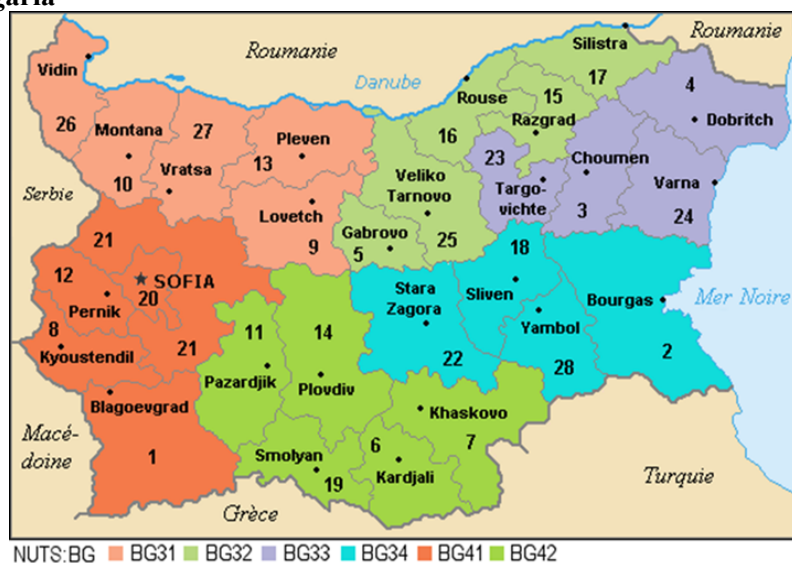 garia
Roumanie
Roumanie
Silistra
Vidin
Danube
17
4
Rouse
15
Dobritch
26
Montana
27
Pleven
16
Razgrad
13
23
Choumen
Vratsa
Veliko
Tarnovo
10
Targo-
vichte
Varna
Serbie
Lovetch
3
24
21
9
Gabrovo
5
25
18
12
SOFIA
Stara
Zagora
Sliven
Bourgas
Mer Noire
20
Pernik
8
11
14
Yambol
Kyoustendil
21
22
28
2
Pazardjik
Plovdiv
Blagoevgrad
Khaskovo
Macé-
doine
1
Smolyan
6
7
19
Kardjali
Turquie
Grèce
NUTS:BG BG31 BG32 BG33 BG34 BG41 BG42